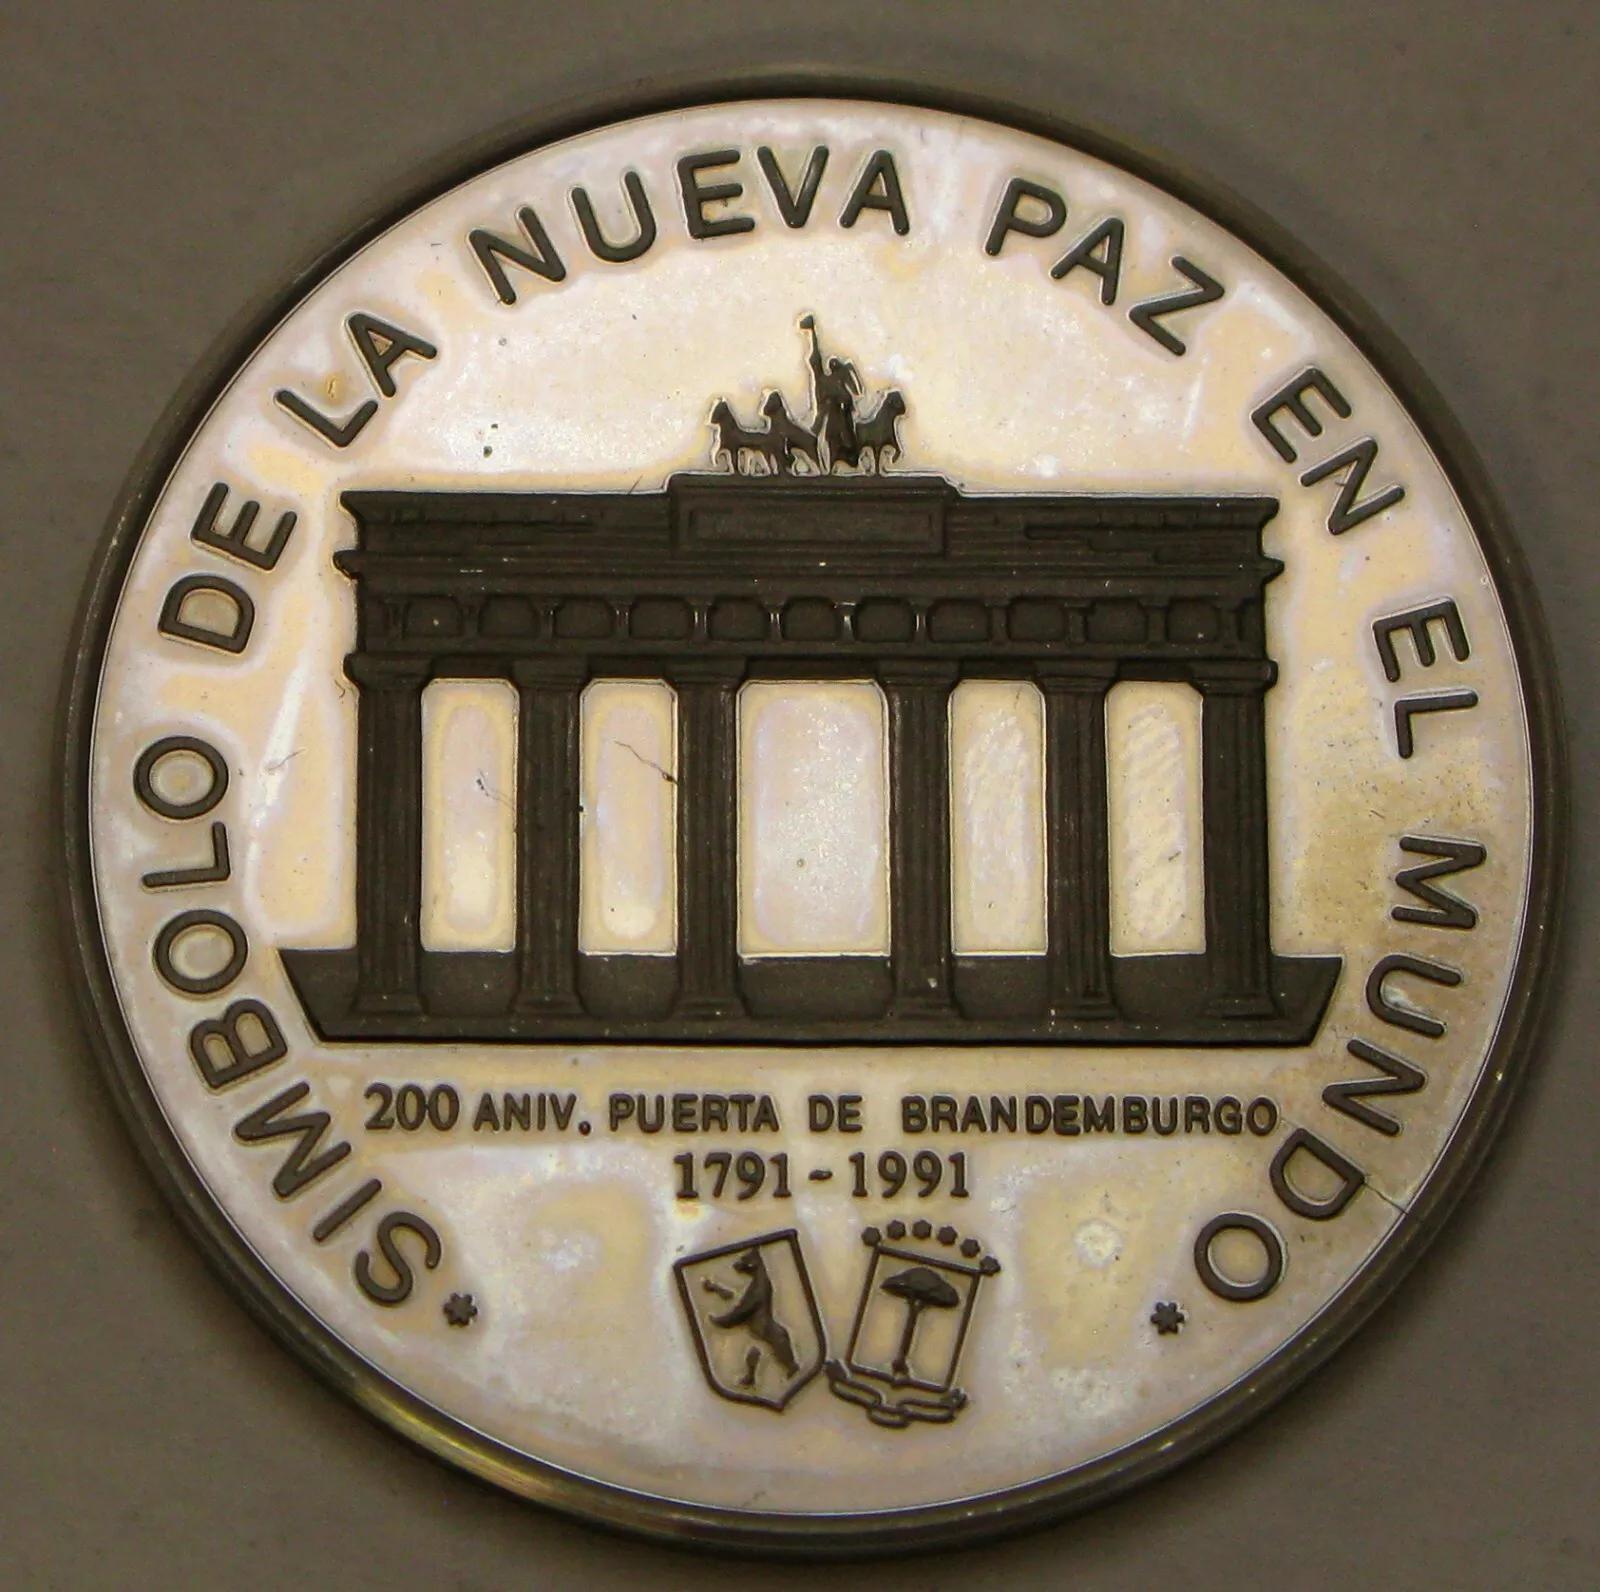 SIMBOLO DE LA NUEVA PAZ EN EL MUNDO
200 ANIV. PUERTA DE BRANDEMBURGO
1791-1991